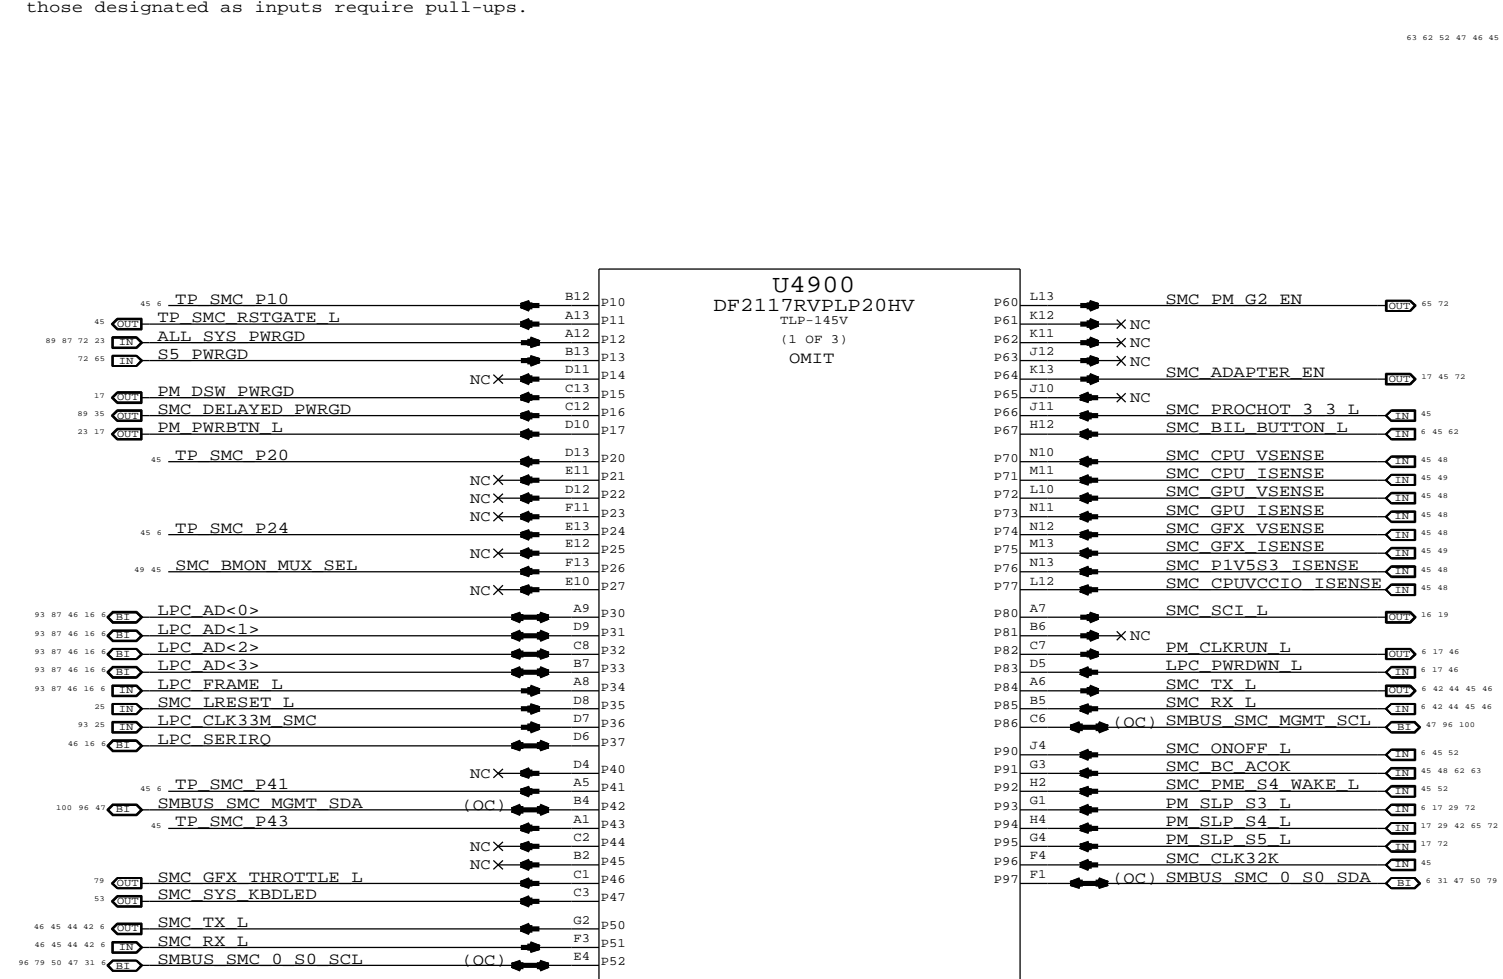 those designated as inputs require pull-ups.
63 62 52 47 46 45
U4900
DF2117RVPLP20HV
TLP-145V
(1 OF 3)
OMIT
45 6 TP_SMC_P10 B12 P10
45 OUT TP_SMC_RSTGATE_L A13 P11
89 87 72 23 IN ALL_SYS_PWRGD A12 P12
72 65 IN S5_PWRGD B13 P13
NC D11 P14
17 OUT PM_DSW_PWRGD C13 P15
89 35 OUT SMC_DELAYED_PWRGD C12 P16
23 17 OUT PM_PWRBTN_L D10 P17
45 TP_SMC_P20 D13 P20
NC E11 P21
NC D12 P22
NC F11 P23
45 6 TP_SMC_P24 E13 P24
NC E12 P25
49 45 SMC_BMON_MUX_SEL F13 P26
NC E10 P27
93 87 46 16 6 BI LPC_AD<0> A9 P30
93 87 46 16 6 BI LPC_AD<1> D9 P31
93 87 46 16 6 BI LPC_AD<2> C8 P32
93 87 46 16 6 BI LPC_AD<3> B7 P33
93 87 46 16 6 IN LPC_FRAME_L A8 P34
25 IN SMC_LRESET_L D8 P35
93 25 IN LPC_CLK33M_SMC D7 P36
46 16 6 BI LPC_SERIRQ D6 P37
NC D4 P40
45 6 TP_SMC_P41 A5 P41
100 96 47 BI SMBUS_SMC_MGMT_SDA (OC) B4 P42
45 TP_SMC_P43 A1 P43
NC C2 P44
NC B2 P45
79 OUT SMC_GFX_THROTTLE_L C1 P46
53 OUT SMC_SYS_KBDLED C3 P47
46 45 44 42 6 OUT SMC_TX_L G2 P50
46 45 44 42 6 IN SMC_RX_L F3 P51
96 79 50 47 31 6 BI SMBUS_SMC_0_S0_SCL (OC) E4 P52
P60 L13 SMC_PM_G2_EN OUT 65 72
P61 K12 NC
P62 K11 NC
P63 J12 NC
P64 K13 SMC_ADAPTER_EN OUT 17 45 72
P65 J10 NC
P66 J11 SMC_PROCHOT_3_3_L IN 45
P67 H12 SMC_BIL_BUTTON_L IN 6 45 62
P70 N10 SMC_CPU_VSENSE IN 45 48
P71 M11 SMC_CPU_ISENSE IN 45 49
P72 L10 SMC_GPU_VSENSE IN 45 48
P73 N11 SMC_GPU_ISENSE IN 45 48
P74 N12 SMC_GFX_VSENSE IN 45 48
P75 M13 SMC_GFX_ISENSE IN 45 49
P76 N13 SMC_P1V5S3_ISENSE IN 45 48
P77 L12 SMC_CPUVCCIO_ISENSE IN 45 48
P80 A7 SMC_SCI_L OUT 16 19
P81 B6 NC
P82 C7 PM_CLKRUN_L OUT 6 17 46
P83 D5 LPC_PWRDWN_L IN 6 17 46
P84 A6 SMC_TX_L OUT 6 42 44 45 46
P85 B5 SMC_RX_L IN 6 42 44 45 46
P86 C6 (OC) SMBUS_SMC_MGMT_SCL BI 47 96 100
P90 J4 SMC_ONOFF_L IN 6 45 52
P91 G3 SMC_BC_ACOK IN 45 48 62 63
P92 H2 SMC_PME_S4_WAKE_L IN 45 52
P93 G1 PM_SLP_S3_L IN 6 17 29 72
P94 H4 PM_SLP_S4_L IN 17 29 42 65 72
P95 G4 PM_SLP_S5_L IN 17 72
P96 F4 SMC_CLK32K IN 45
P97 F1 (OC) SMBUS_SMC_0_S0_SDA BI 6 31 47 50 79